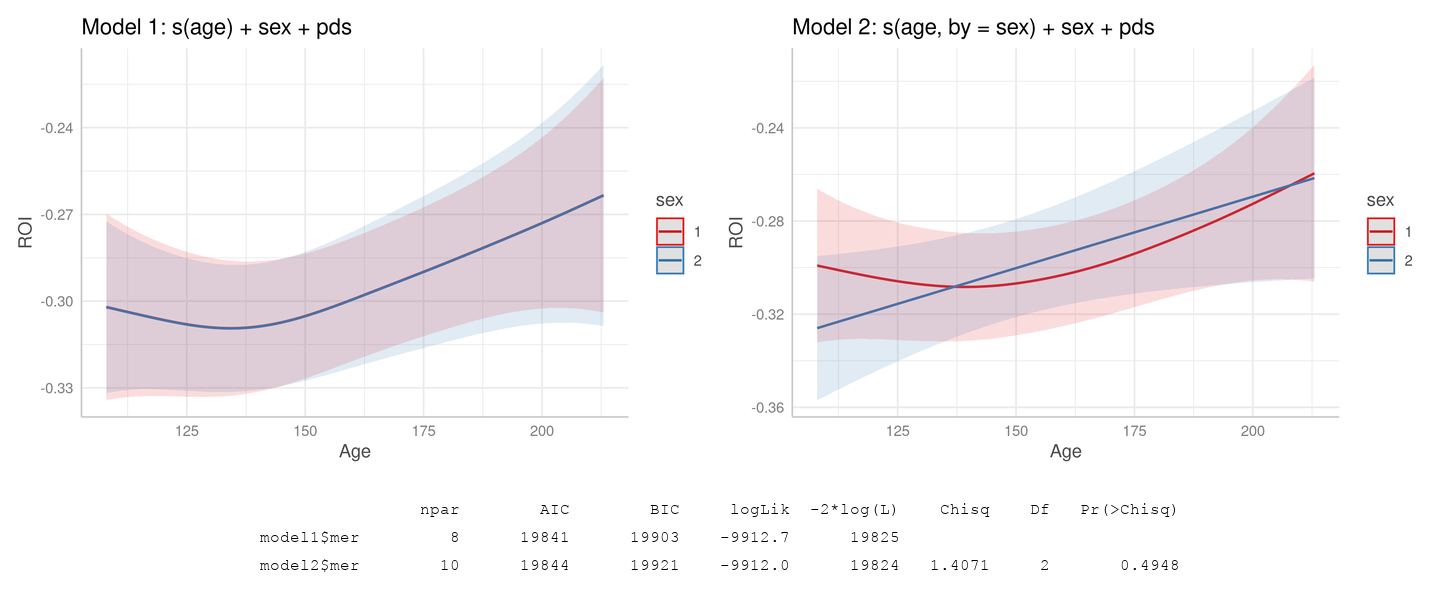 Model 1: s(age) + sex + pds
-0.24
-0.27
-0.30
-0.33
ROI
125 150 175 200
Age
sex
1
2
Model 2: s(age, by = sex) + sex + pds
-0.24
-0.28
-0.32
-0.36
ROI
125 150 175 200
Age
sex
1
2
npar AIC BIC logLik -2*log(L) Chisq Df Pr(>Chisq)
model1$mer 8 19841 19903 -9912.7 19825
model2$mer 10 19844 19921 -9912.0 19824 1.4071 2 0.4948